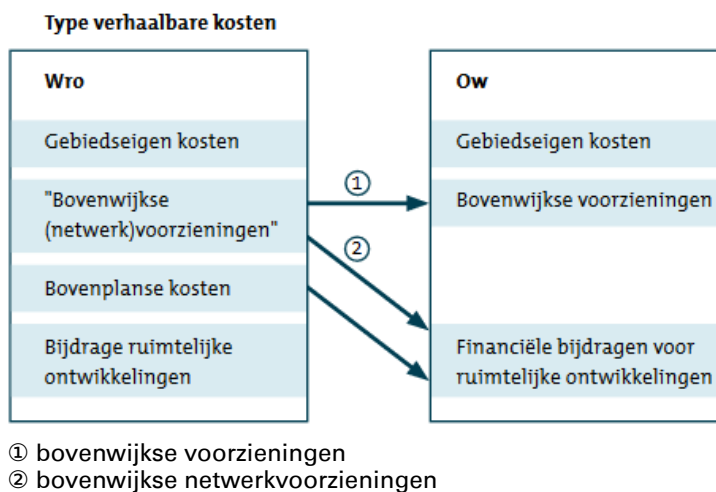 Type verhaalbare kosten
Wro
Gebiedseigen kosten
"Bovenwijkse
(netwerk)voorzieningen"
Bovenplanse kosten
Bijdrage ruimtelijke
ontwikkelingen
①
②
Ow
Gebiedseigen kosten
Bovenwijkse voorzieningen
Financiële bijdragen voor
ruimtelijke ontwikkelingen
① bovenwijkse voorzieningen
② bovenwijkse netwerkvoorzieningen